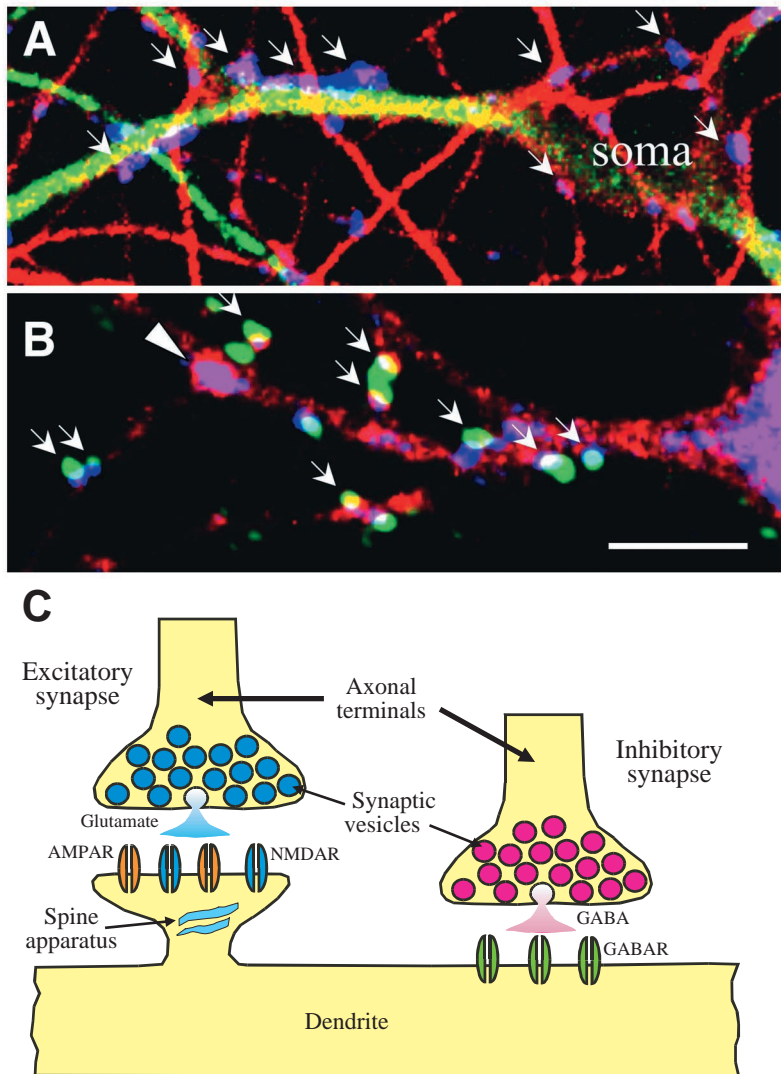 A
soma
B
C
Excitatory
synapse
Axonal
terminals
Inhibitory
synapse
Synaptic
vesicles
Glutamate
AMPAR
NMDAR
GABA
Spine
apparatus
GABAR
Dendrite